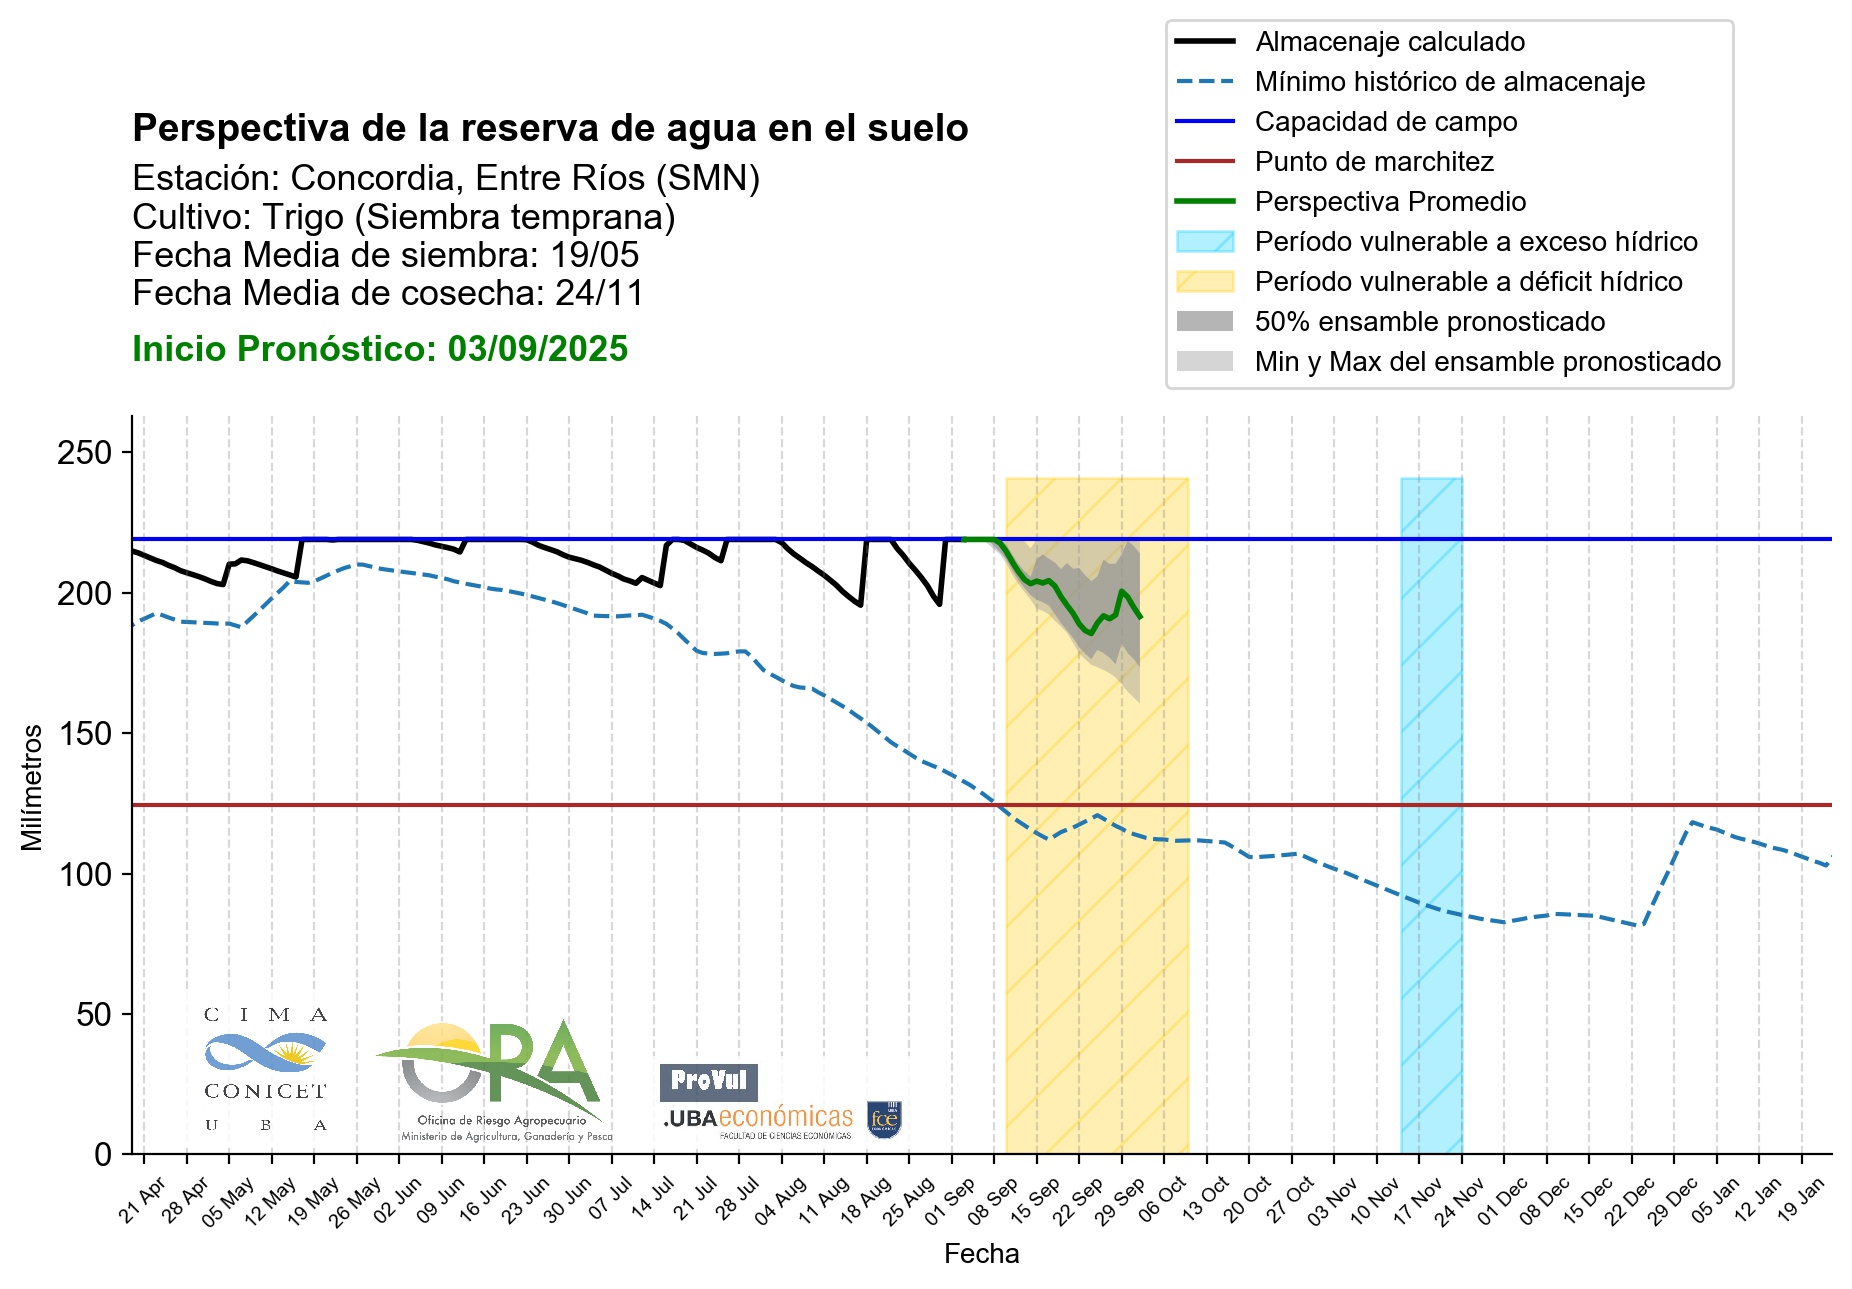 Almacenaje calculado
Mínimo histórico de almacenaje
Capacidad de campo
Punto de marchitez
Perspectiva Promedio
Período vulnerable a exceso hídrico
Período vulnerable a déficit hídrico
50% ensamble pronosticado
Min y Max del ensamble pronosticado
Perspectiva de la reserva de agua en el suelo
Estación: Concordia, Entre Ríos (SMN)
Cultivo: Trigo (Siembra temprana)
Fecha Media de siembra: 19/05
Fecha Media de cosecha: 24/11
Inicio Pronóstico: 03/09/2025
Milímetros
250
200
150
100
50
0
CIMA
CONICET
UBA
ORA
Oficina de Riesgo Agropecuario
Ministerio de Agricultura, Ganadería y Pesca
ProVul
.UBAeconómicas
FACULTAD DE CIENCIAS ECONÓMICAS
fce
21 Apr
28 Apr
05 May
12 May
19 May
26 May
02 Jun
09 Jun
16 Jun
23 Jun
30 Jun
07 Jul
14 Jul
21 Jul
28 Jul
04 Aug
11 Aug
18 Aug
25 Aug
01 Sep
08 Sep
15 Sep
22 Sep
29 Sep
06 Oct
13 Oct
20 Oct
27 Oct
03 Nov
10 Nov
17 Nov
24 Nov
01 Dec
08 Dec
15 Dec
22 Dec
29 Dec
05 Jan
12 Jan
19 Jan
Fecha